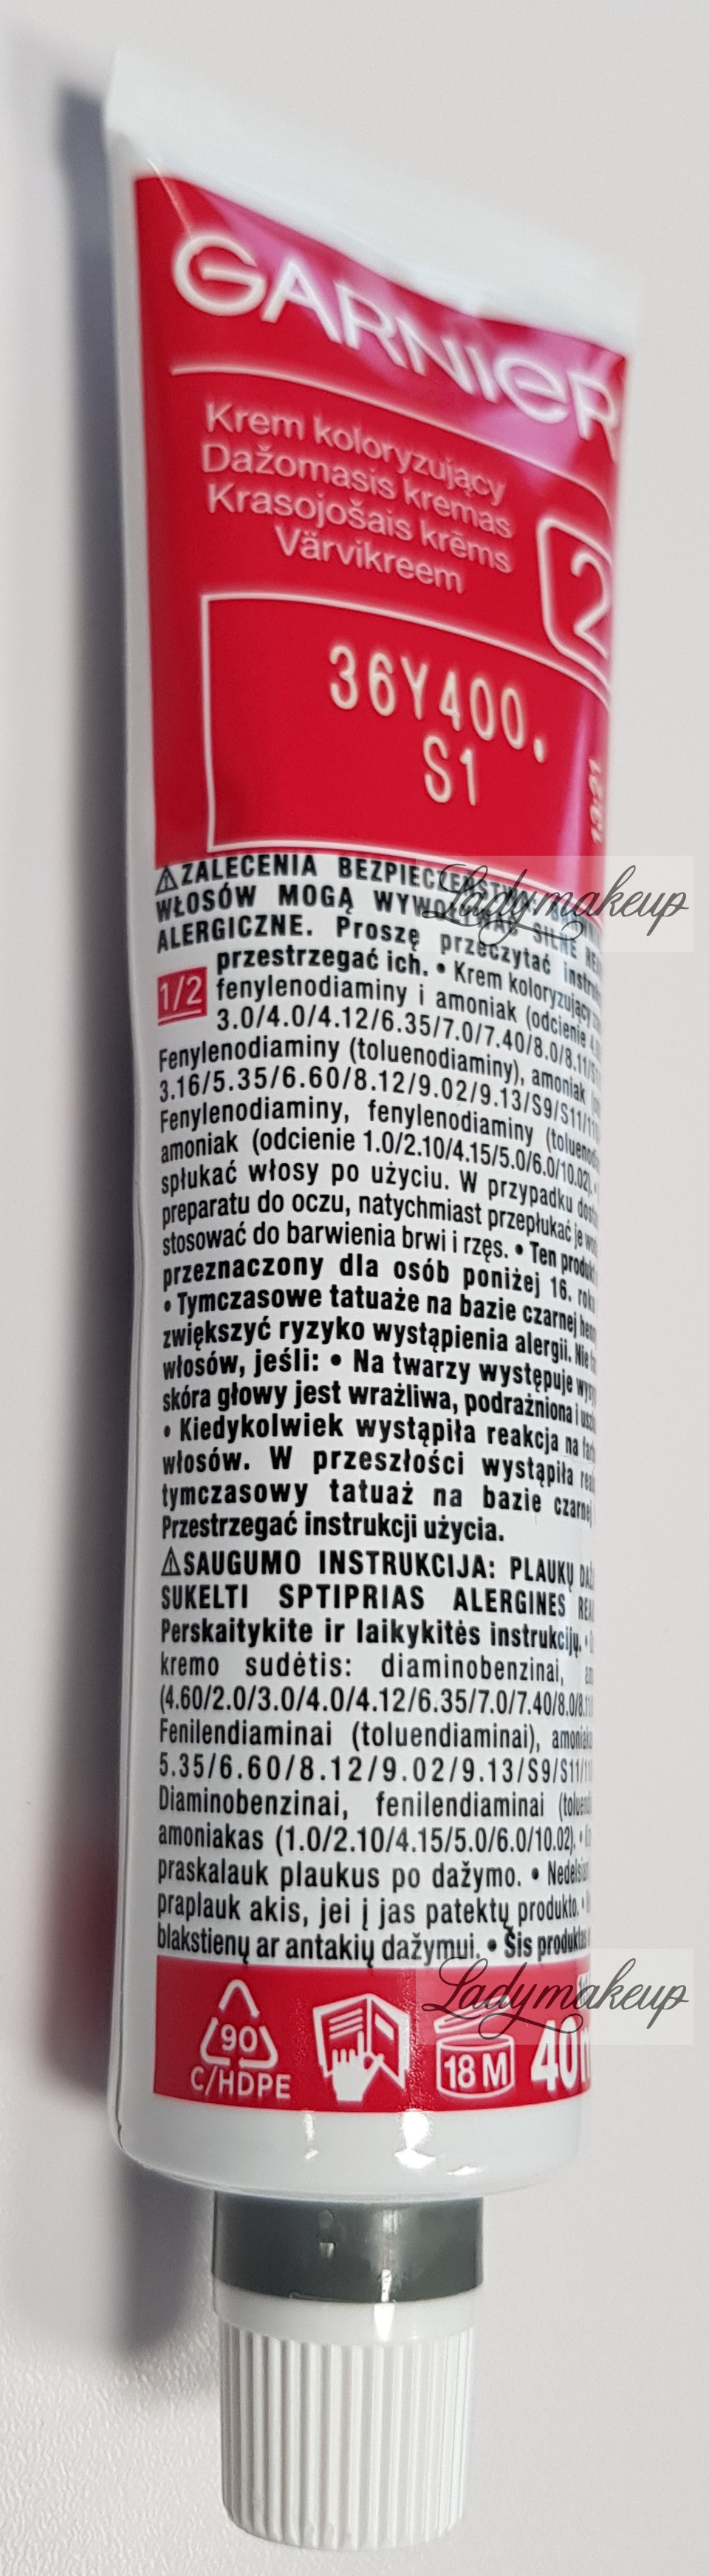 GARNIER
Krem koloryzujący
Dažomasis kremas
Krasojošais krēms
Värvikreem
2
36Y400.
S1
ZALECENIA BEZPIECZEŃSTWA
WŁOSÓW MOGĄ WYWOŁYWAĆ SILNE
ALERGICZNE. Proszę przeczytać
przestrzegać ich. • Krem koloryzujący
1/2 fenylenodiaminy i amoniak (odcienie
3.0/4.0/4.12/6.35/7.0/7.40/8.0/8.11/
Fenylenodiaminy (toluenodiaminy), amoniak
3.16/5.35/6.60/8.12/9.02/9.13/S9/S11/
Fenylenodiaminy, fenylenodiaminy
amoniak (odcienie 1.0/2.10/4.15/5.0/6.0/10.02).
spłukać włosy po użyciu. W przypadku
preparatu do oczu, natychmiast przepłukać je
stosować do barwienia brwi i rzęs. • Ten
przeznaczony dla osób poniżej 16.
• Tymczasowe tatuaże na bazie czarnej
zwiększyć ryzyko wystąpienia alergii. Nie
włosów, jeśli: • Na twarzy występuje
skóra głowy jest wrażliwa, podrażniona i
• Kiedykolwiek wystąpiła reakcja na
włosów. W przeszłości wystąpiła
tymczasowy tatuaż na bazie czarnej
Przestrzegać instrukcji użycia.
SAUGUMO INSTRUKCIJA: PLAUKŲ
SUKELTI SPTIPRIAS ALERGINES
Perskaitykite ir laikykitės instrukcijų.
kremo sudėtis: diaminobenzinai,
(4.60/2.0/3.0/4.0/4.12/6.35/7.0/7.40/8.0/
Fenilendiaminai (toluendiaminai),
5.35/6.60/8.12/9.02/9.13/S9/S11/
Diaminobenzinai, fenilendiaminai
amoniakas (1.0/2.10/4.15/5.0/6.0/10.02).
praskalauk plaukus po dažymo. •
praplauk akis, jei į jas patektų produkto.
blakstienų ar antakių dažymui. • Šis
90
C/HDPE
18 M
40
Ladymakeup
Ladymakeup